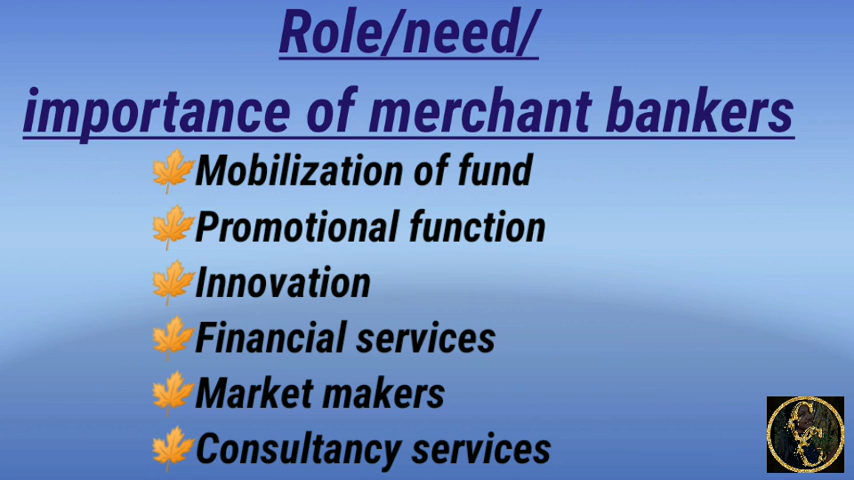 Role/need/
importance of merchant bankers
Mobilization of fund
Promotional function
Innovation
Financial services
Market makers
Consultancy services